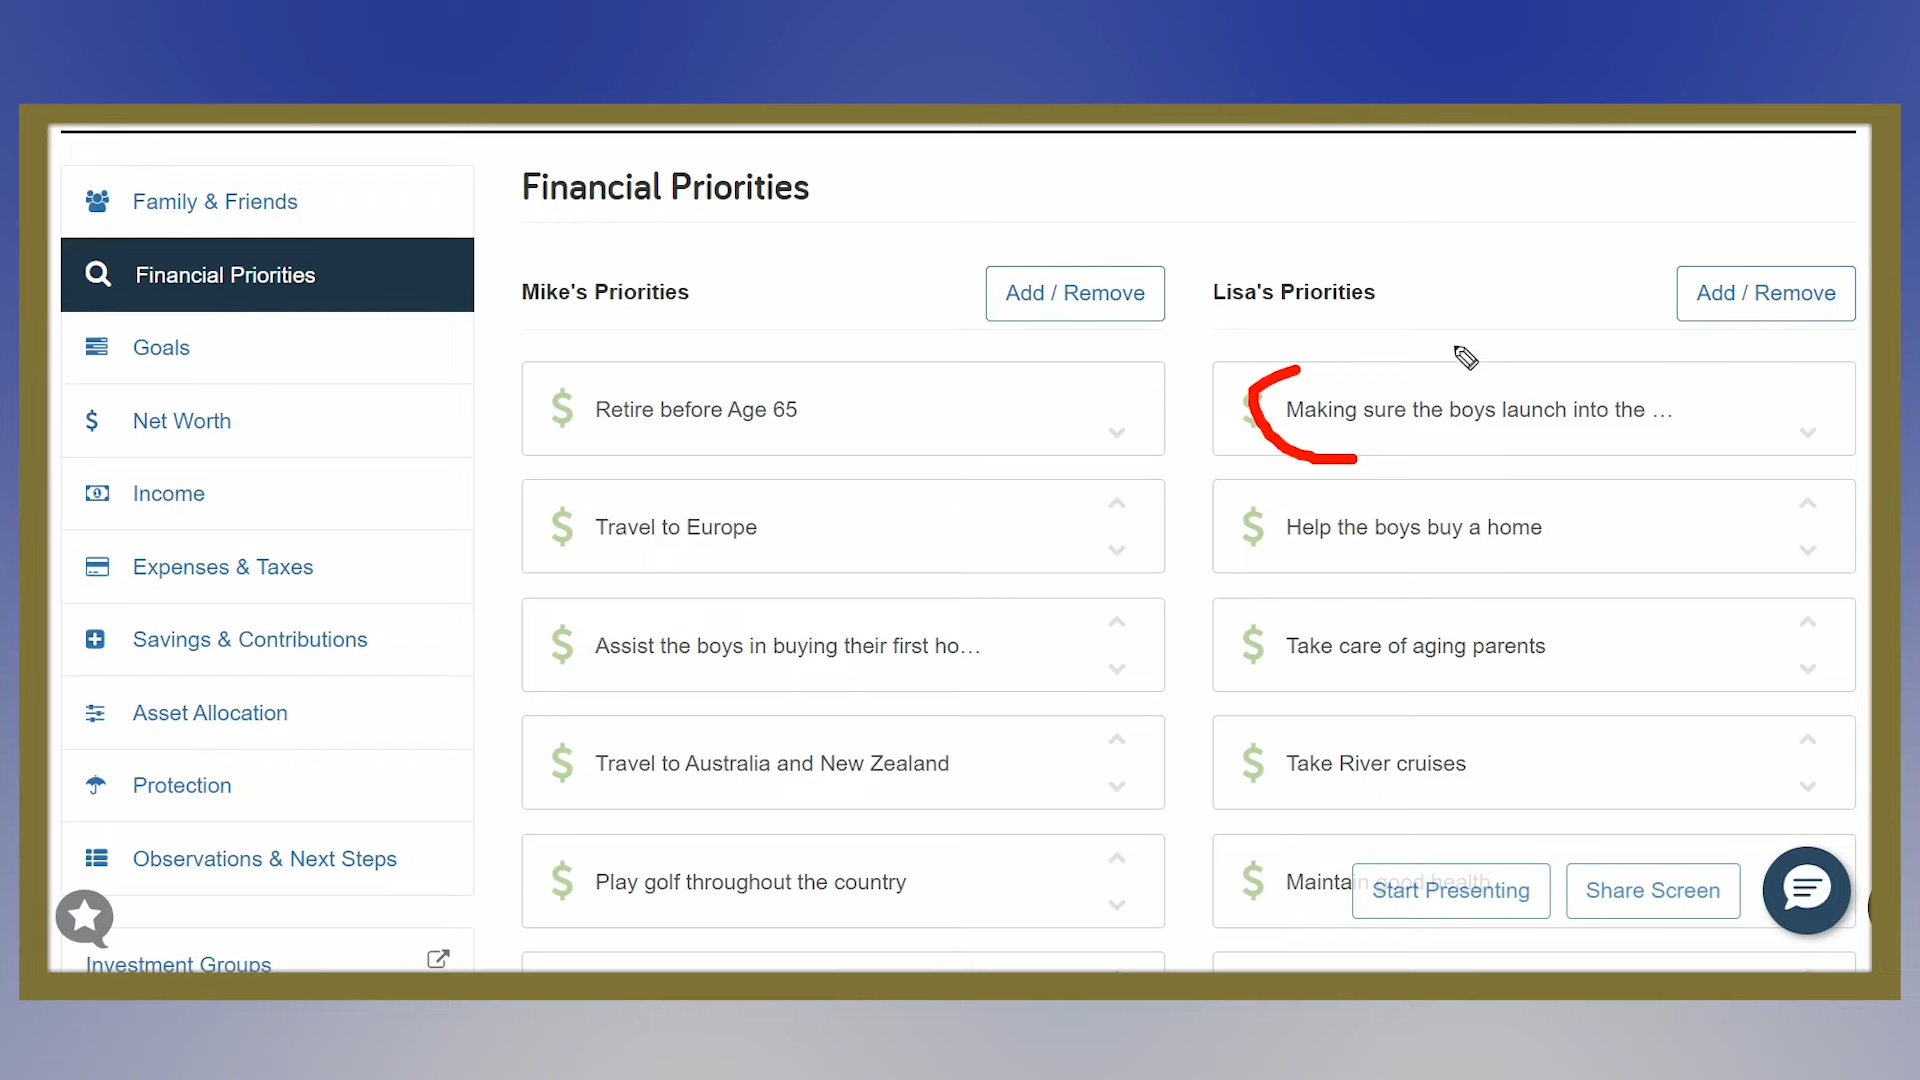 Family & Friends
Financial Priorities
Goals
Net Worth
Income
Expenses & Taxes
Savings & Contributions
Asset Allocation
Protection
Observations & Next Steps
Investment Groups
Financial Priorities
Mike's Priorities
Add / Remove
Retire before Age 65
Travel to Europe
Assist the boys in buying their first ho...
Travel to Australia and New Zealand
Play golf throughout the country
Lisa's Priorities
Add / Remove
Making sure the boys launch into the ...
Help the boys buy a home
Take care of aging parents
Take River cruises
Maintain good health
Start Presenting
Share Screen